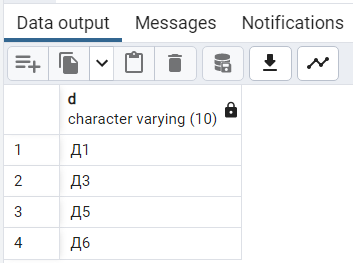 Data output Messages Notifications
d
character varying (10)
1 Д1
2 Д3
3 Д5
4 Д6